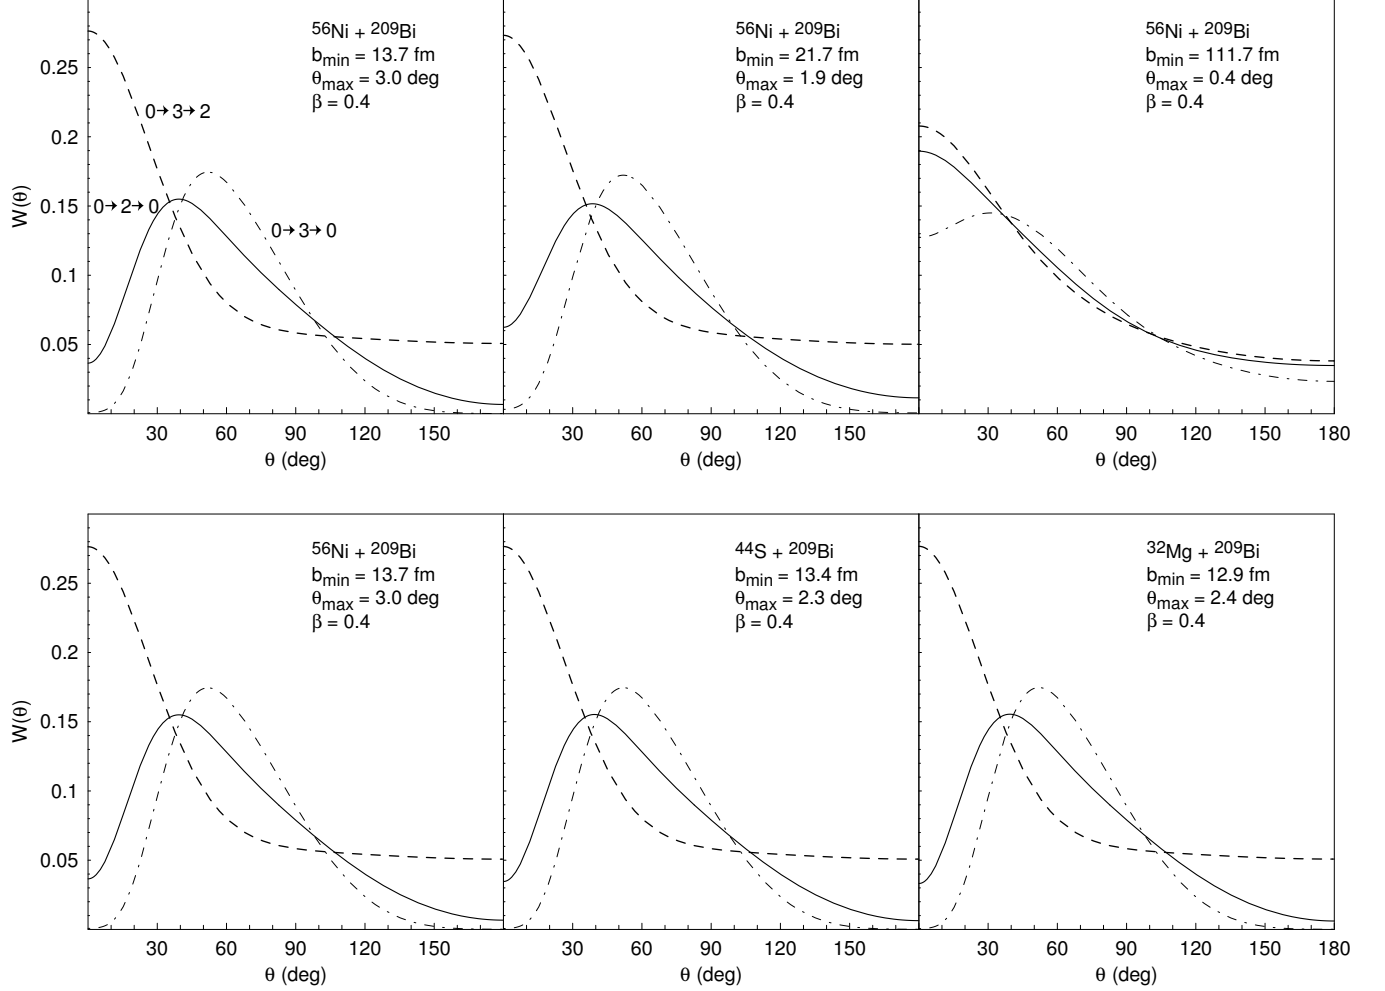 ⁵⁶Ni + ²⁰⁹Bi
b_min = 13.7 fm
θ_max = 3.0 deg
β = 0.4
0→3→2
0→2→0
0→3→0
W(θ)
0.25
0.2
0.15
0.1
0.05
30 60 90 120 150
θ (deg)
⁵⁶Ni + ²⁰⁹Bi
b_min = 21.7 fm
θ_max = 1.9 deg
β = 0.4
30 60 90 120 150
θ (deg)
⁵⁶Ni + ²⁰⁹Bi
b_min = 111.7 fm
θ_max = 0.4 deg
β = 0.4
30 60 90 120 150 180
θ (deg)
⁵⁶Ni + ²⁰⁹Bi
b_min = 13.7 fm
θ_max = 3.0 deg
β = 0.4
W(θ)
0.25
0.2
0.15
0.1
0.05
30 60 90 120 150
θ (deg)
⁴⁴S + ²⁰⁹Bi
b_min = 13.4 fm
θ_max = 2.3 deg
β = 0.4
30 60 90 120 150
θ (deg)
³²Mg + ²⁰⁹Bi
b_min = 12.9 fm
θ_max = 2.4 deg
β = 0.4
30 60 90 120 150 180
θ (deg)